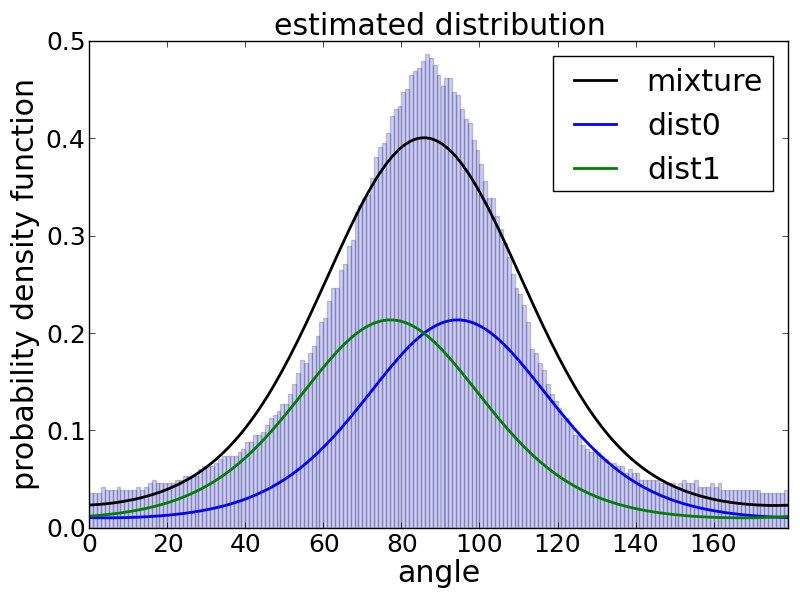 estimated distribution
probability density function
0.5
0.4
0.3
0.2
0.1
0.0
mixture
dist0
dist1
0 20 40 60 80 100 120 140 160
angle